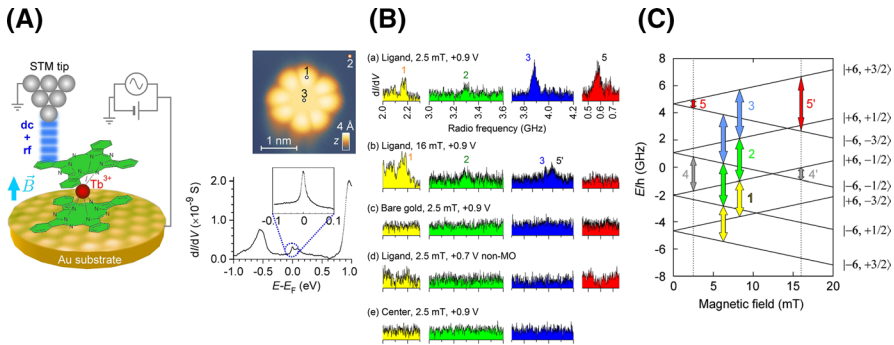 (A)
STM tip
dc
+
rf
B
Tb3+
Au substrate
1
2
3
1 nm
4 Å
z
dI/dV (×10-9 S)
-0.1 0 0.1
3
2
1
0
-1.0 -0.5 0.0 0.5 1.0
E-EF (eV)
(B)
(a) Ligand, 2.5 mT, +0.9 V
dI/dV
1
2
3
5
2.0 2.2
3.0 3.2 3.4 3.6
3.8 4.0 4.2
0.5 0.6 0.7
Radio frequency (GHz)
(b) Ligand, 16 mT, +0.9 V
1
2
3
5'
(c) Bare gold, 2.5 mT, +0.9 V
(d) Ligand, 2.5 mT, +0.7 V non-MO
(e) Center, 2.5 mT, +0.9 V
(C)
E/h (GHz)
8
6
4
2
0
-2
-4
-6
-8
5
3
5'
4
2
4'
1
0 5 10 15 20
Magnetic field (mT)
|+6, +3/2⟩
|+6, +1/2⟩
|−6, −3/2⟩
|+6, −1/2⟩
|−6, −1/2⟩
|+6, −3/2⟩
|−6, +1/2⟩
|−6, +3/2⟩